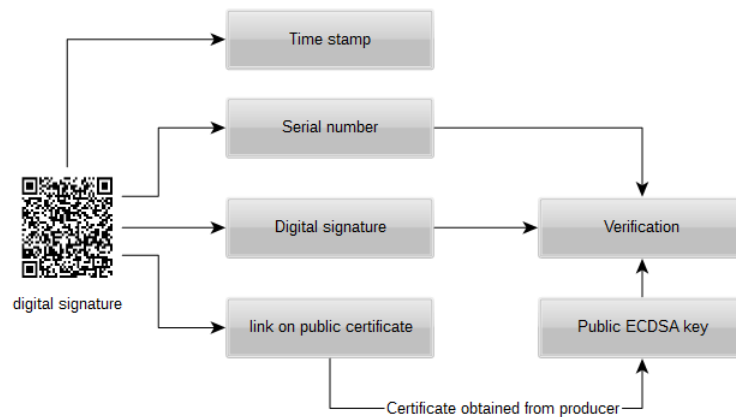 Time stamp
Serial number
Digital signature
Verification
digital signature
link on public certificate
Public ECDSA key
Certificate obtained from producer